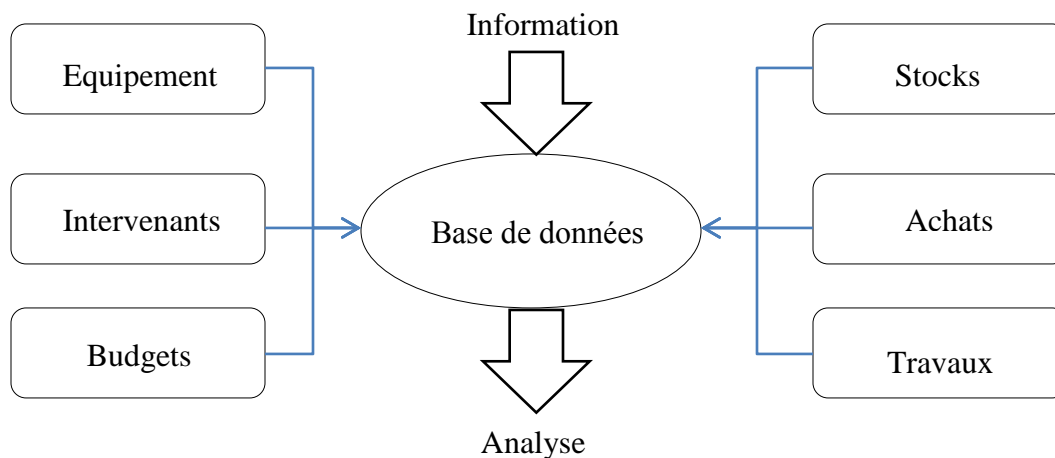 Information
Equipement
Stocks
Intervenants
Base de données
Achats
Budgets
Travaux
Analyse